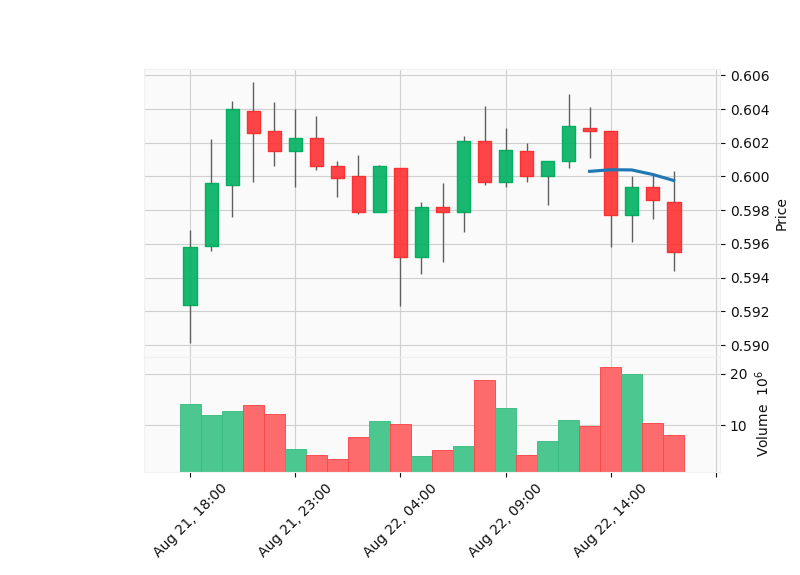 0.606
0.604
0.602
0.600
0.598
0.596
0.594
0.592
0.590
Price
20
10
Volume 10^6
Aug 21, 18:00
Aug 21, 23:00
Aug 22, 04:00
Aug 22, 09:00
Aug 22, 14:00